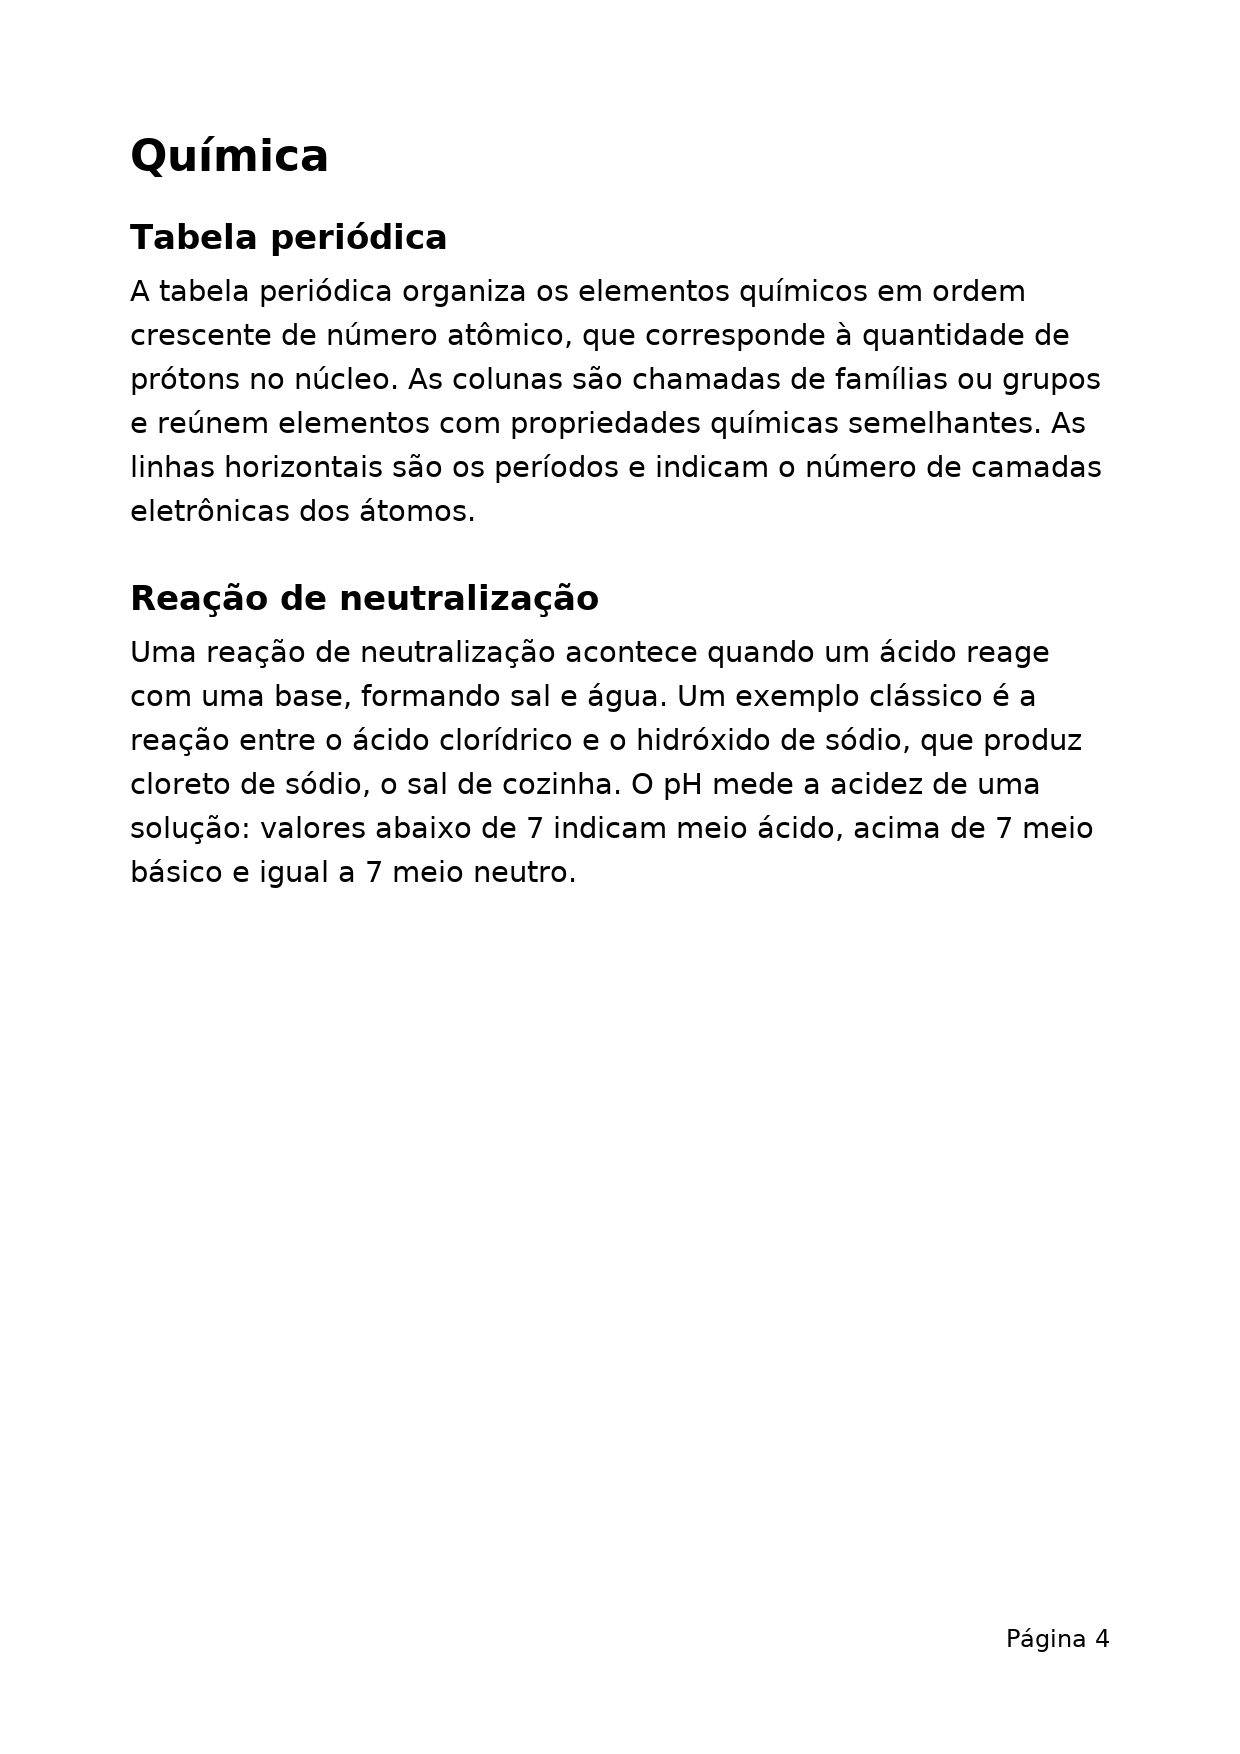 Química
Tabela periódica
A tabela periódica organiza os elementos químicos em ordem
crescente de número atômico, que corresponde à quantidade de
prótons no núcleo. As colunas são chamadas de famílias ou grupos
e reúnem elementos com propriedades químicas semelhantes. As
linhas horizontais são os períodos e indicam o número de camadas
eletrônicas dos átomos.
Reação de neutralização
Uma reação de neutralização acontece quando um ácido reage
com uma base, formando sal e água. Um exemplo clássico é a
reação entre o ácido clorídrico e o hidróxido de sódio, que produz
cloreto de sódio, o sal de cozinha. O pH mede a acidez de uma
solução: valores abaixo de 7 indicam meio ácido, acima de 7 meio
básico e igual a 7 meio neutro.
Página 4